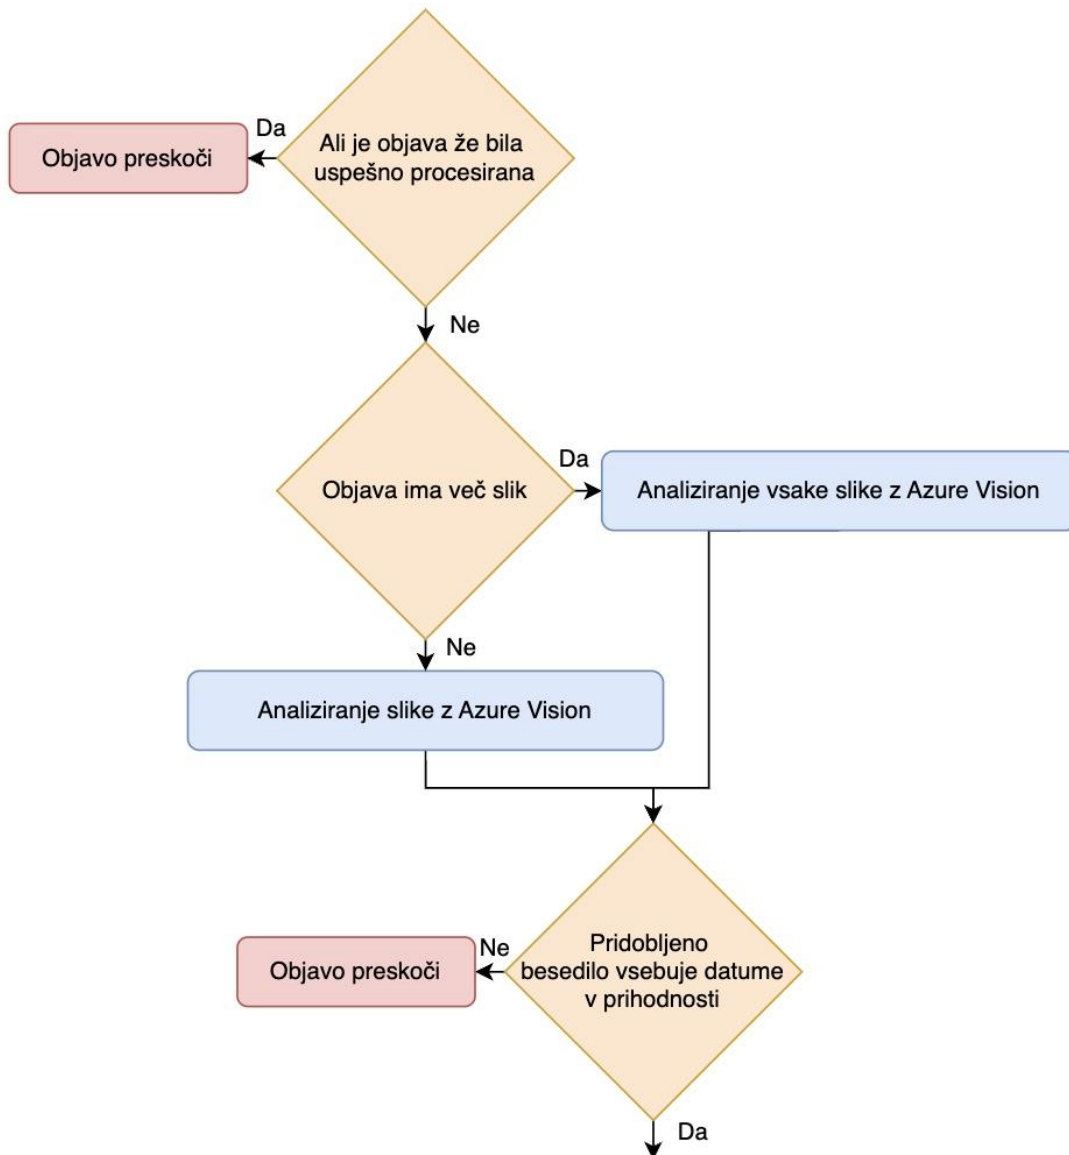 Da
Ali je objava že bila
uspešno procesirana
Objavo preskoči
Ne
Da
Objava ima več slik
Analiziranje vsake slike z Azure Vision
Ne
Analiziranje slike z Azure Vision
Pridobljeno
Ne
besedilo vsebuje datume
Objavo preskoči
v prihodnosti
Da